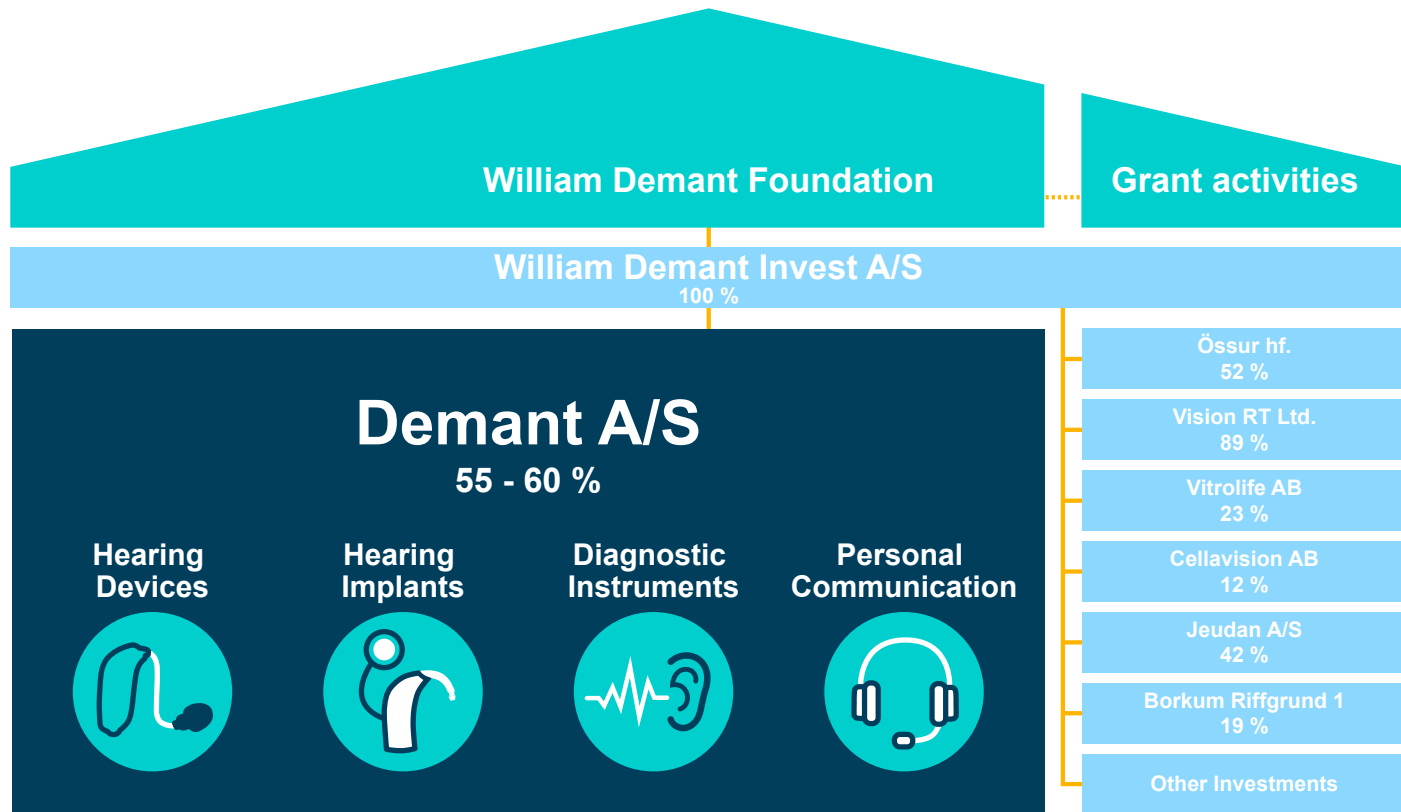 William Demant Foundation
Grant activities
William Demant Invest A/S
100 %
Demant A/S
55 - 60 %
Hearing
Devices
Hearing
Implants
Diagnostic
Instruments
Personal
Communication
Össur hf.
52 %
Vision RT Ltd.
89 %
Vitrolife AB
23 %
Cellavision AB
12 %
Jeudan A/S
42 %
Borkum Riffgrund 1
19 %
Other Investments